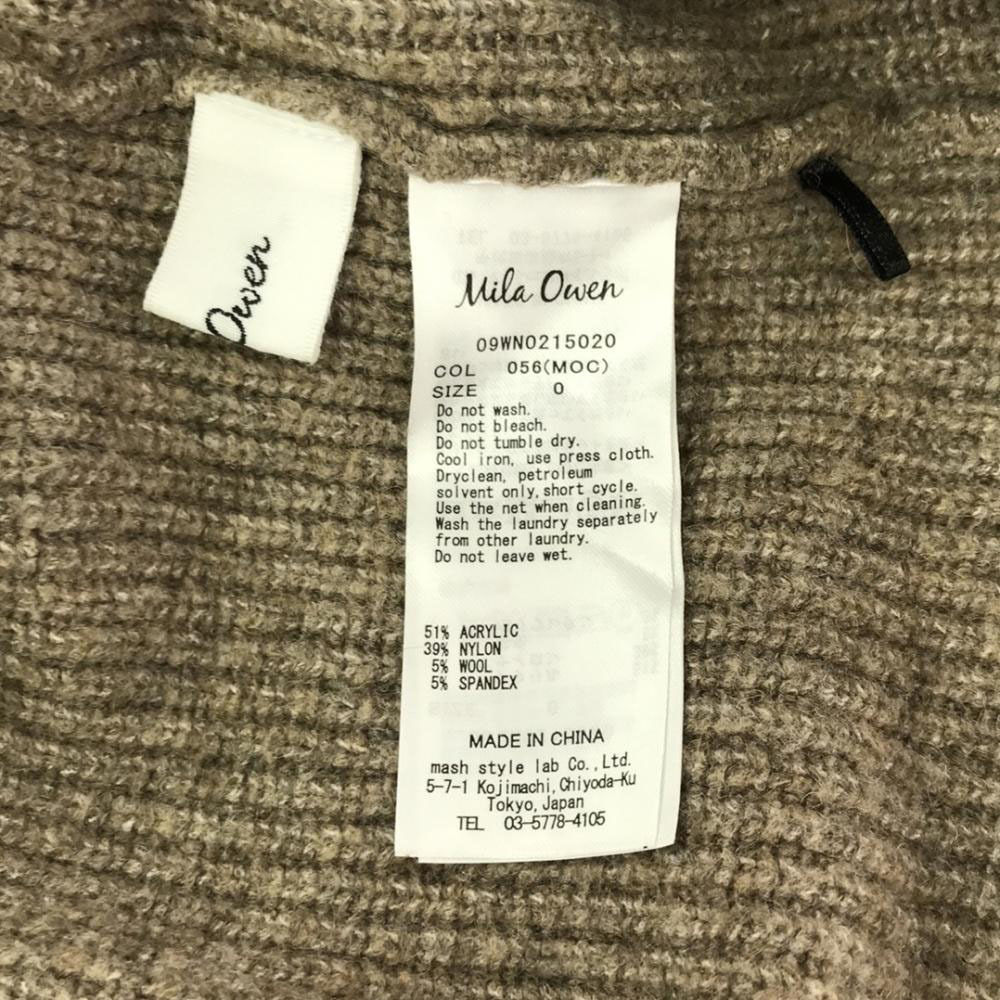 Owen
Mila Owen
09WN0215020
COL 056(MOC)
SIZE 0
Do not wash.
Do not bleach.
Do not tumble dry.
Cool iron, use press cloth.
Dryclean, petroleum
solvent only, short cycle.
Use the net when cleaning.
Wash the laundry separately
from other laundry.
Do not leave wet.
51% ACRYLIC
39% NYLON
5% WOOL
5% SPANDEX
MADE IN CHINA
mash style lab Co.,Ltd.
5-7-1 Kojimachi,Chiyoda-Ku
Tokyo,Japan
TEL 03-5778-4105